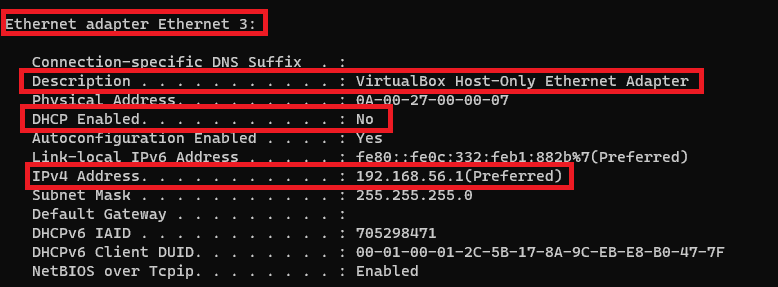 Ethernet adapter Ethernet 3:
Connection-specific DNS Suffix . :
Description . . . . . . . . . . . : VirtualBox Host-Only Ethernet Adapter
Physical Address. . . . . . . . . : 0A-00-27-00-00-07
DHCP Enabled. . . . . . . . . . . : No
Autoconfiguration Enabled . . . . : Yes
Link-local IPv6 Address . . . . . : fe80::fe0c:332:feb1:882b%7(Preferred)
IPv4 Address. . . . . . . . . . . : 192.168.56.1(Preferred)
Subnet Mask . . . . . . . . . . . : 255.255.255.0
Default Gateway . . . . . . . . . :
DHCPv6 IAID . . . . . . . . . . . : 705298471
DHCPv6 Client DUID. . . . . . . . : 00-01-00-01-2C-5B-17-8A-9C-EB-E8-B0-47-7F
NetBIOS over Tcpip. . . . . . . . : Enabled